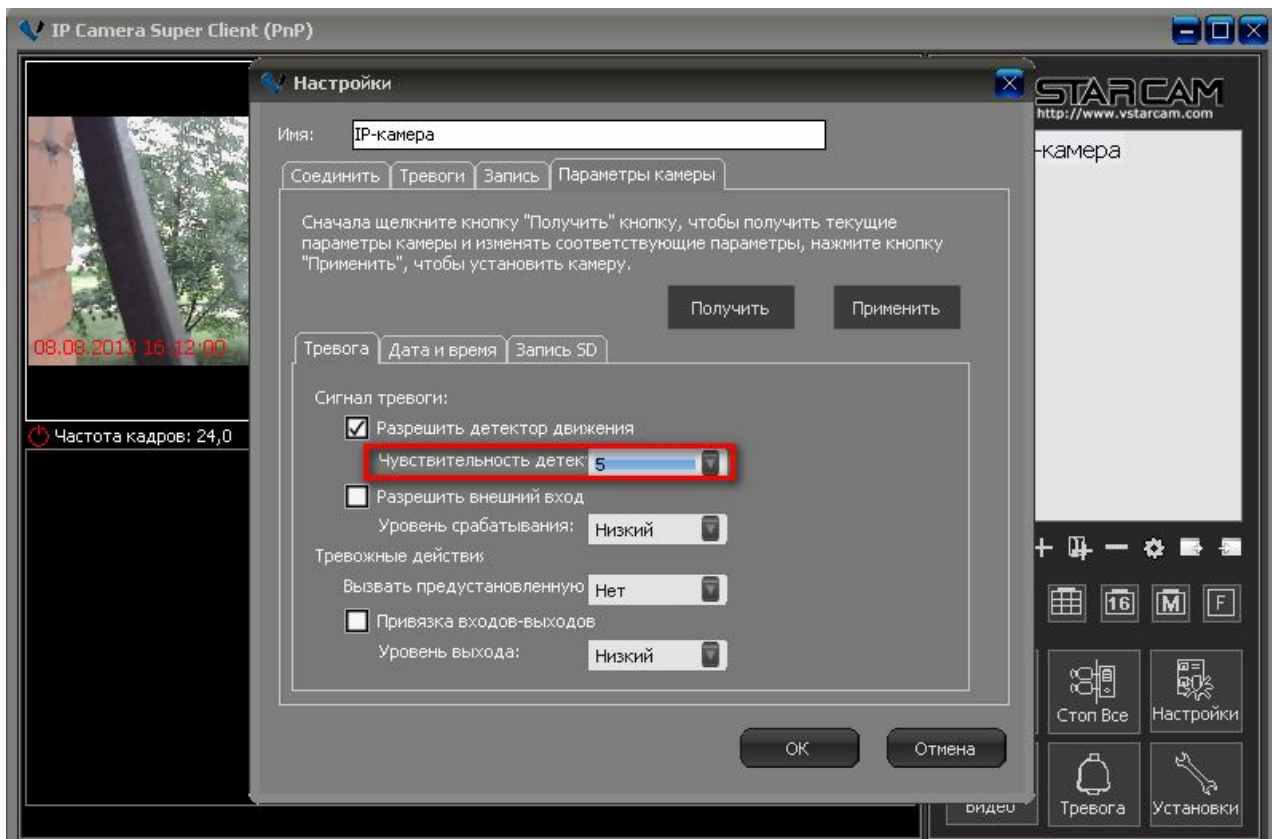 IP Camera Super Client (PnP)
Настройки
STARCAM
http://www.vstarcam.com
Имя: IP-камера
-камера
Соединить Тревоги Запись Параметры камеры
Сначала щелкните кнопку "Получить" кнопку, чтобы получить текущие
параметры камеры и изменять соответствующие параметры, нажмите кнопку
"Применить", чтобы установить камеру.
Получить Применить
08.08.2013 16:12:00
Тревога Дата и время Запись SD
Сигнал тревоги:
Разрешить детектор движения
Частота кадров: 24,0
Чувствительность детек 5
Разрешить внешний вход
Уровень срабатывания: Низкий
Тревожные действи
Вызвать предустановленную Нет
Привязка входов-выходов
Уровень выхода: Низкий
16 M F
Стоп Все Настройки
ОК Отмена
Видео Тревога Установки